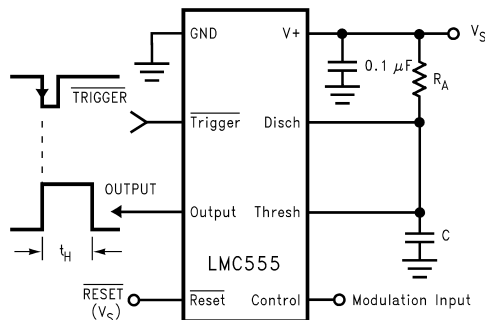 GND
V+
V_S
0.1 μF
R_A
TRIGGER
Trigger
Disch
OUTPUT
Output
Thresh
t_H
C
LMC555
RESET
(V_S)
Reset
Control
Modulation Input